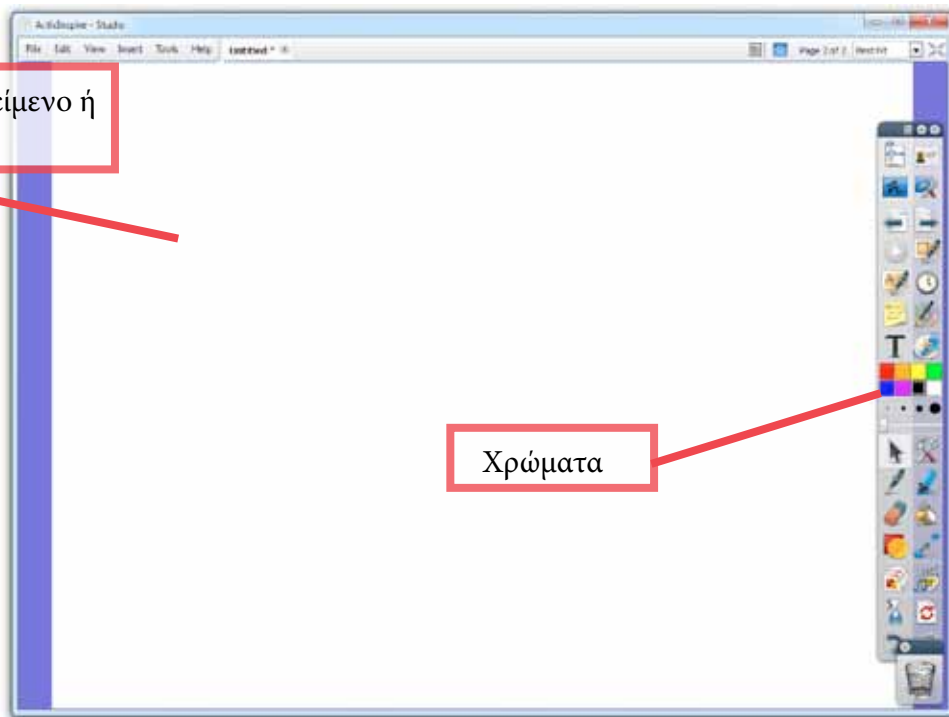 ActivInspire - Studio
File Edit View Insert Tools Help Untitled *
Page 2 of 2 Best Fit
είμενο ή
T
Χρώματα